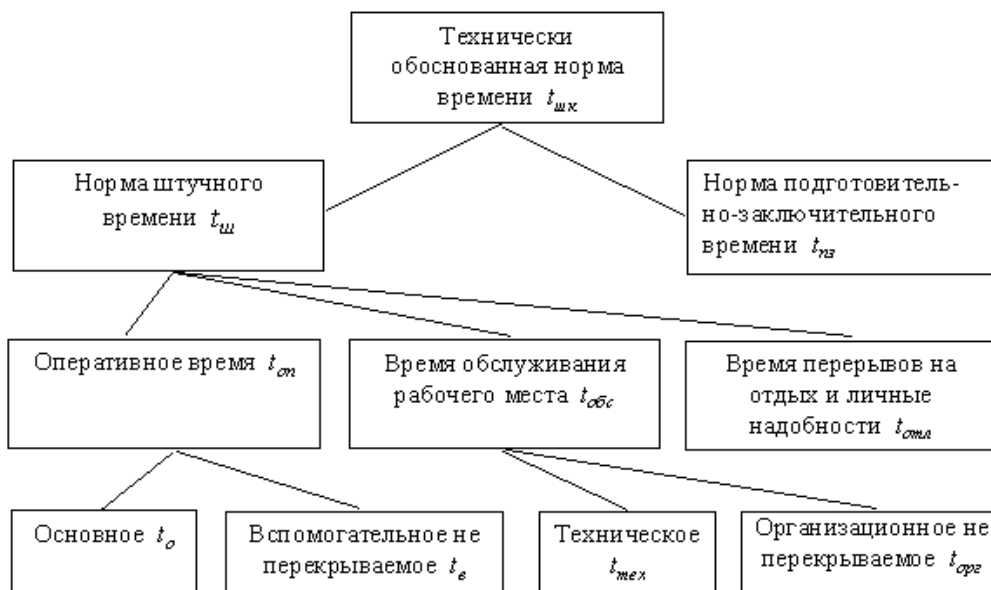 Технически
обоснованная норма
времени t_шк
Норма штучного
времени t_ш
Норма подготовитель-
но-заключительного
времени t_пз
Оперативное время t_оп
Время обслуживания
рабочего места t_обс
Время перерывов на
отдых и личные
надобности t_отл
Основное t_о
Вспомогательное не
перекрываемое t_в
Техническое
t_тех
Организационное не
перекрываемое t_орг